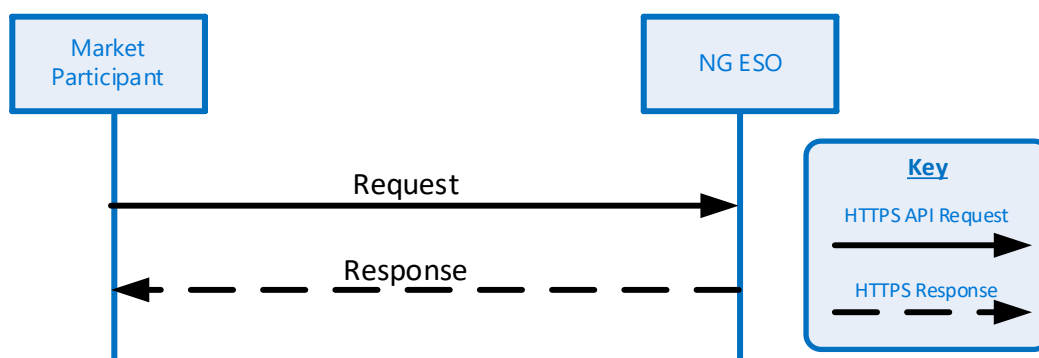 Market
Participant
NG ESO
Request
Response
Key
HTTPS API Request
HTTPS Response